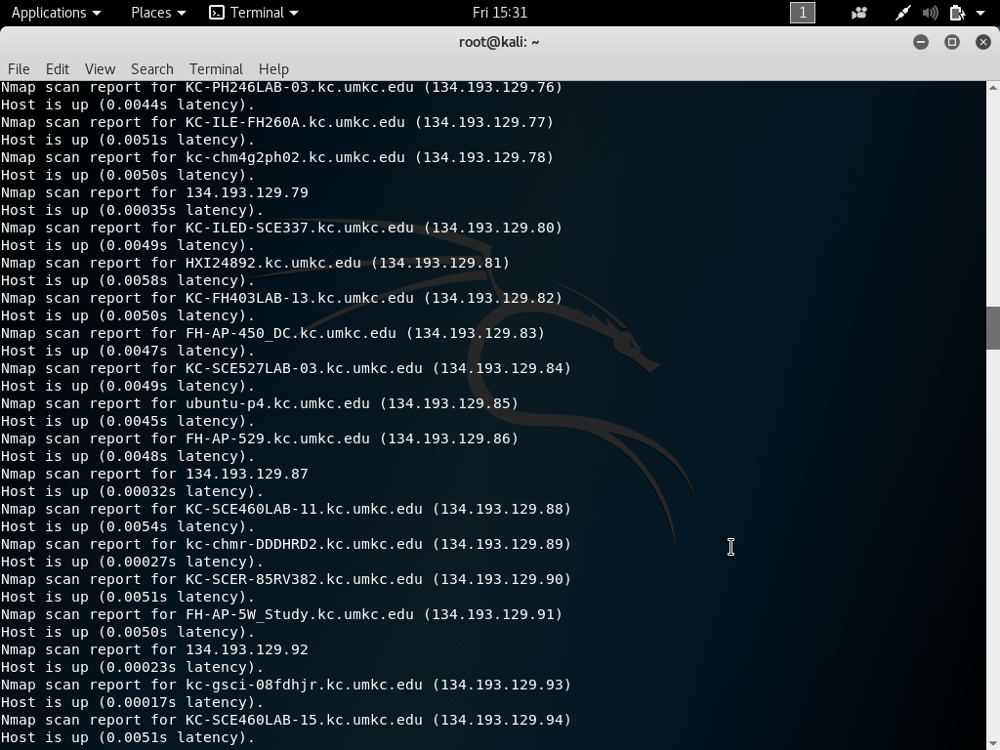 Applications Places Terminal Fri 15:31 1
root@kali: ~
File Edit View Search Terminal Help
Nmap scan report for KC-PH246LAB-03.kc.umkc.edu (134.193.129.76)
Host is up (0.0044s latency).
Nmap scan report for KC-ILE-FH260A.kc.umkc.edu (134.193.129.77)
Host is up (0.0051s latency).
Nmap scan report for kc-chm4g2ph02.kc.umkc.edu (134.193.129.78)
Host is up (0.0050s latency).
Nmap scan report for 134.193.129.79
Host is up (0.00035s latency).
Nmap scan report for KC-ILED-SCE337.kc.umkc.edu (134.193.129.80)
Host is up (0.0049s latency).
Nmap scan report for HXI24892.kc.umkc.edu (134.193.129.81)
Host is up (0.0058s latency).
Nmap scan report for KC-FH403LAB-13.kc.umkc.edu (134.193.129.82)
Host is up (0.0050s latency).
Nmap scan report for FH-AP-450_DC.kc.umkc.edu (134.193.129.83)
Host is up (0.0047s latency).
Nmap scan report for KC-SCE527LAB-03.kc.umkc.edu (134.193.129.84)
Host is up (0.0049s latency).
Nmap scan report for ubuntu-p4.kc.umkc.edu (134.193.129.85)
Host is up (0.0045s latency).
Nmap scan report for FH-AP-529.kc.umkc.edu (134.193.129.86)
Host is up (0.0048s latency).
Nmap scan report for 134.193.129.87
Host is up (0.00032s latency).
Nmap scan report for KC-SCE460LAB-11.kc.umkc.edu (134.193.129.88)
Host is up (0.0054s latency).
Nmap scan report for kc-chmr-DDDHRD2.kc.umkc.edu (134.193.129.89)
Host is up (0.00027s latency).
Nmap scan report for KC-SCER-85RV382.kc.umkc.edu (134.193.129.90)
Host is up (0.0051s latency).
Nmap scan report for FH-AP-5W_Study.kc.umkc.edu (134.193.129.91)
Host is up (0.0050s latency).
Nmap scan report for 134.193.129.92
Host is up (0.00023s latency).
Nmap scan report for kc-gsci-08fdhjr.kc.umkc.edu (134.193.129.93)
Host is up (0.00017s latency).
Nmap scan report for KC-SCE460LAB-15.kc.umkc.edu (134.193.129.94)
Host is up (0.0051s latency).